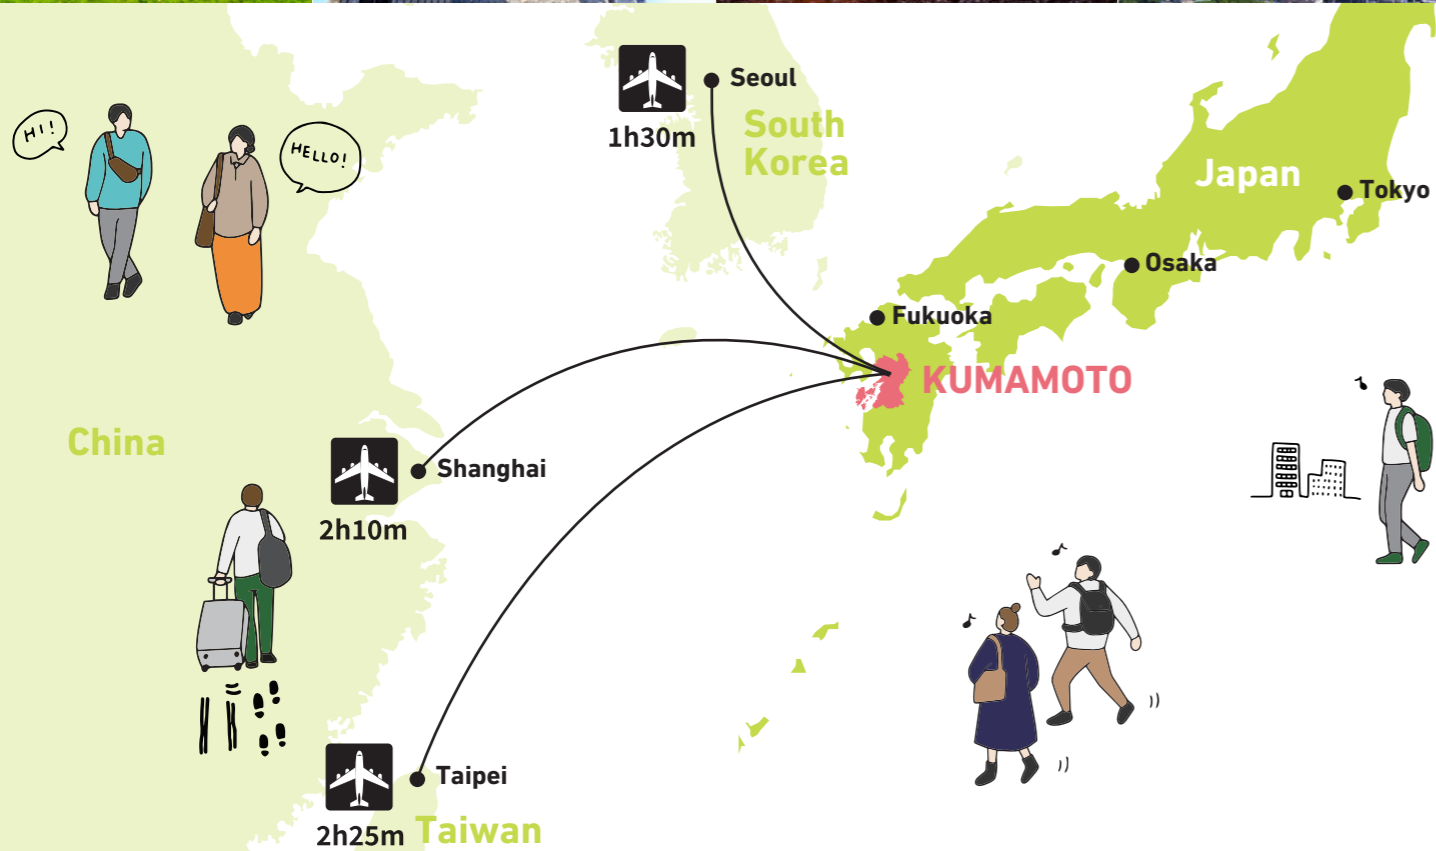 HI!
HELLO!
Seoul
1h30m
South
Korea
Japan
Tokyo
Osaka
Fukuoka
KUMAMOTO
China
Shanghai
2h10m
Taipei
2h25m
Taiwan